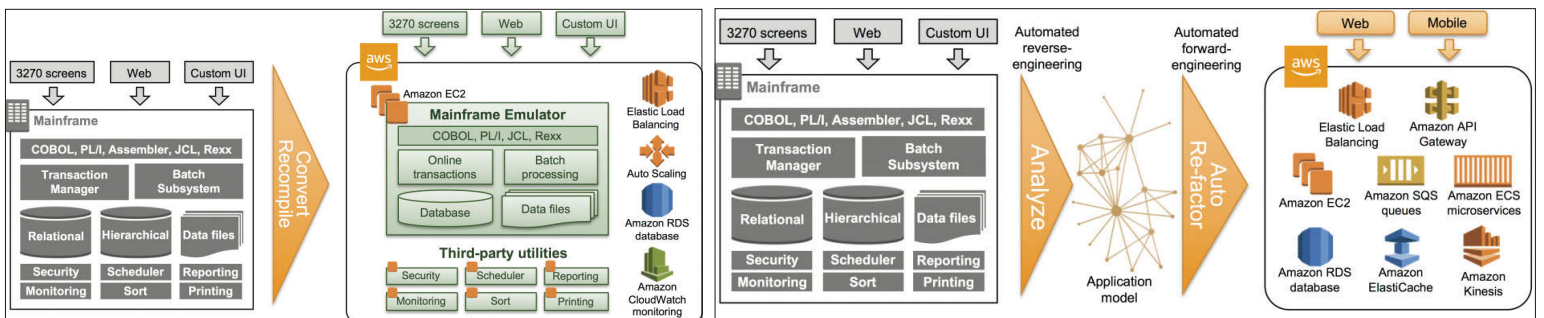 3270 screens
Web
Custom UI
Mainframe
COBOL, PL/I, Assembler, JCL, Rexx
Transaction
Manager
Batch
Subsystem
Relational
Hierarchical
Data files
Security
Scheduler
Reporting
Monitoring
Sort
Printing
Convert
Recompile
3270 screens
Web
Custom UI
aws
Amazon EC2
Mainframe Emulator
COBOL, PL/I, JCL, Rexx
Online
transactions
Batch
processing
Database
Data files
Third-party utilities
Security
Scheduler
Reporting
Monitoring
Sort
Printing
Elastic Load
Balancing
Auto Scaling
Amazon RDS
database
Amazon
CloudWatch
monitoring
3270 screens
Web
Custom UI
Mainframe
COBOL, PL/I, Assembler, JCL, Rexx
Transaction
Manager
Batch
Subsystem
Relational
Hierarchical
Data files
Security
Scheduler
Reporting
Monitoring
Sort
Printing
Automated
reverse-
engineering
Analyze
Application
model
Automated
forward-
engineering
Auto
Re-factor
Web
Mobile
aws
Elastic Load
Balancing
Amazon API
Gateway
Amazon EC2
Amazon SQS
queues
Amazon ECS
microservices
Amazon RDS
database
Amazon
ElastiCache
Amazon
Kinesis